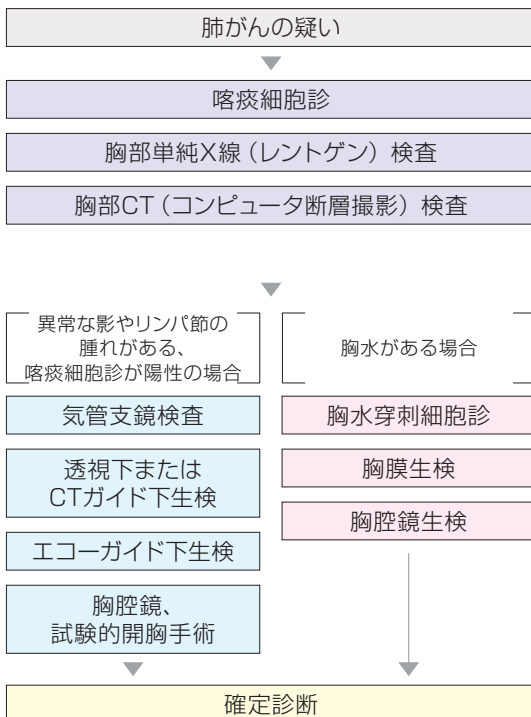 肺がんの疑い
喀痰細胞診
胸部単純X線（レントゲン）検査
胸部CT（コンピュータ断層撮影）検査
異常な影やリンパ節の
腫れがある、
喀痰細胞診が陽性の場合
気管支鏡検査
透視下または
CTガイド下生検
エコーガイド下生検
胸腔鏡、
試験的開胸手術
胸水がある場合
胸水穿刺細胞診
胸膜生検
胸腔鏡生検
確定診断